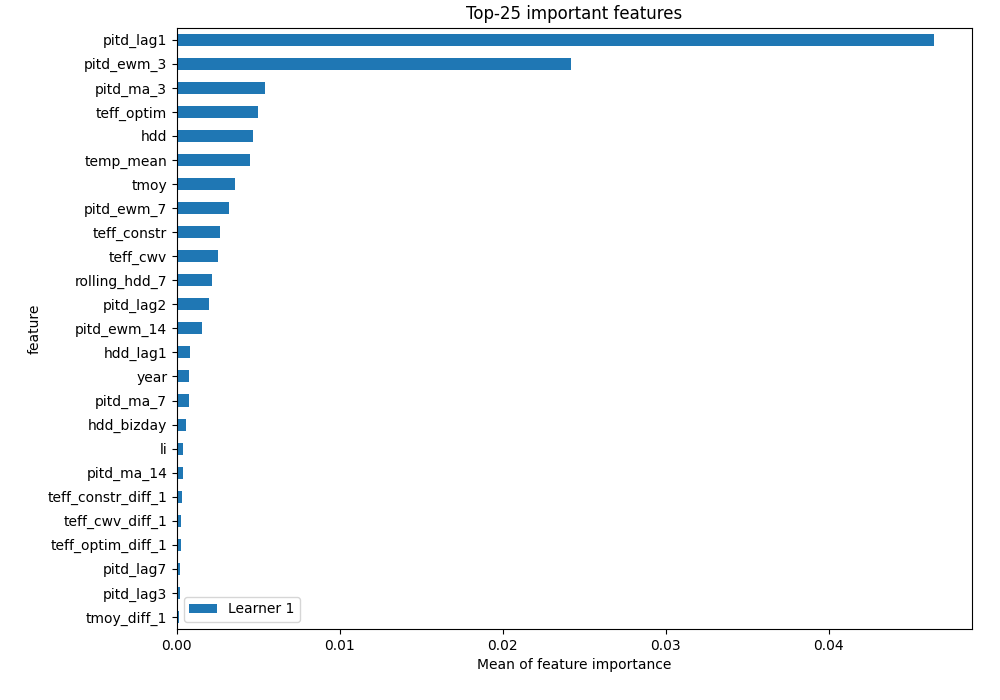 Top-25 important features
pitd_lag1
pitd_ewm_3
pitd_ma_3
teff_optim
hdd
temp_mean
tmoy
pitd_ewm_7
teff_constr
teff_cwv
rolling_hdd_7
pitd_lag2
pitd_ewm_14
hdd_lag1
year
pitd_ma_7
hdd_bizday
li
pitd_ma_14
teff_constr_diff_1
teff_cwv_diff_1
teff_optim_diff_1
pitd_lag7
pitd_lag3
tmoy_diff_1
feature
Learner 1
0.00 0.01 0.02 0.03 0.04
Mean of feature importance